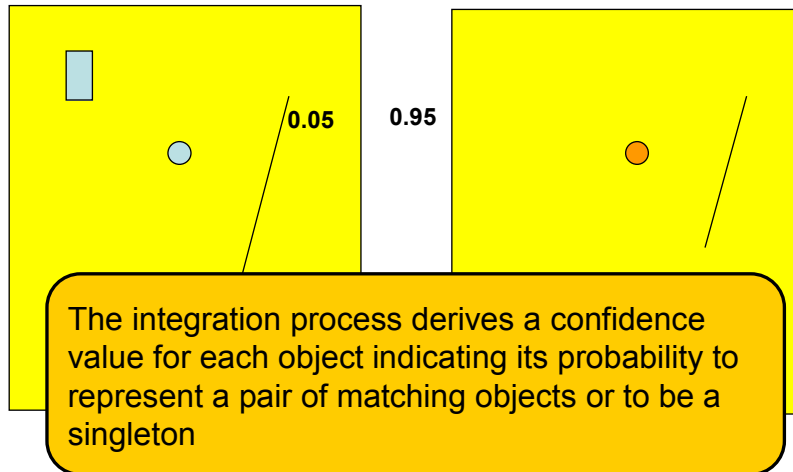 0.05
0.95
The integration process derives a confidence
value for each object indicating its probability to
represent a pair of matching objects or to be a
singleton